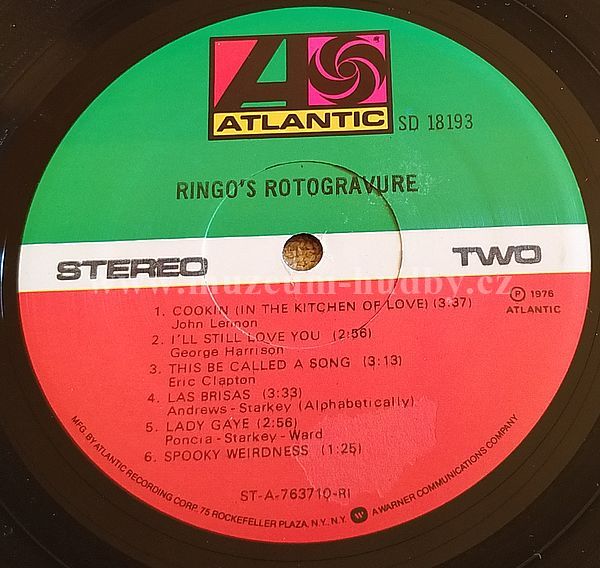 ATLANTIC
SD 18193
RINGO'S ROTOGRAVURE
STEREO
TWO
www.muzeum-hudby.cz
℗ 1976
ATLANTIC
1. COOKIN (IN THE KITCHEN OF LOVE) (3:37)
John Lennon
2. I'LL STILL LOVE YOU (2:56)
George Harrison
3. THIS BE CALLED A SONG (3:13)
Eric Clapton
4. LAS BRISAS (3:33)
Andrews-Starkey (Alphabetically)
5. LADY GAYE (2:56)
Poncia-Starkey-Ward
6. SPOOKY WEIRDNESS (1:25)
ST-A-763710-RI
MFG. BY ATLANTIC RECORDING CORP. 75 ROCKEFELLER PLAZA, N.Y., N.Y. A WARNER COMMUNICATIONS COMPANY